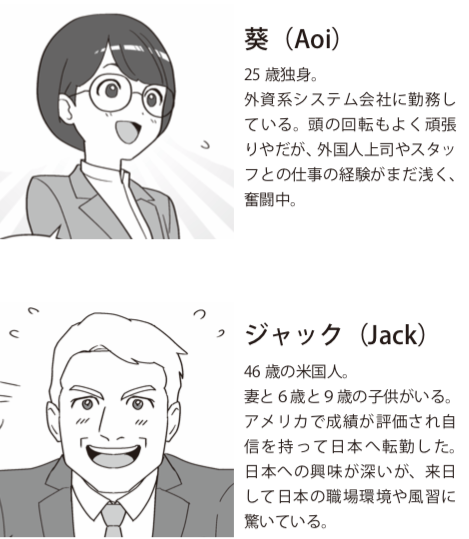 葵（Aoi）
25 歳独身。
外資系システム会社に勤務し
ている。頭の回転もよく頑張
りやだが、外国人上司やスタッ
フとの仕事の経験がまだ浅く、
奮闘中。
ジャック（Jack）
46 歳の米国人。
妻と 6 歳と 9 歳の子供がいる。
アメリカで成績が評価され自
信を持って日本へ転勤した。
日本への興味が深いが、来日
して日本の職場環境や風習に
驚いている。